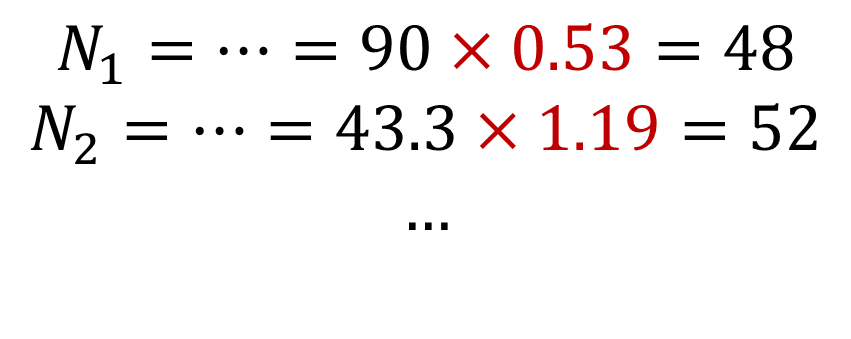 N₁ = ⋯ = 90 × 0.53 = 48
N₂ = ⋯ = 43.3 × 1.19 = 52
...